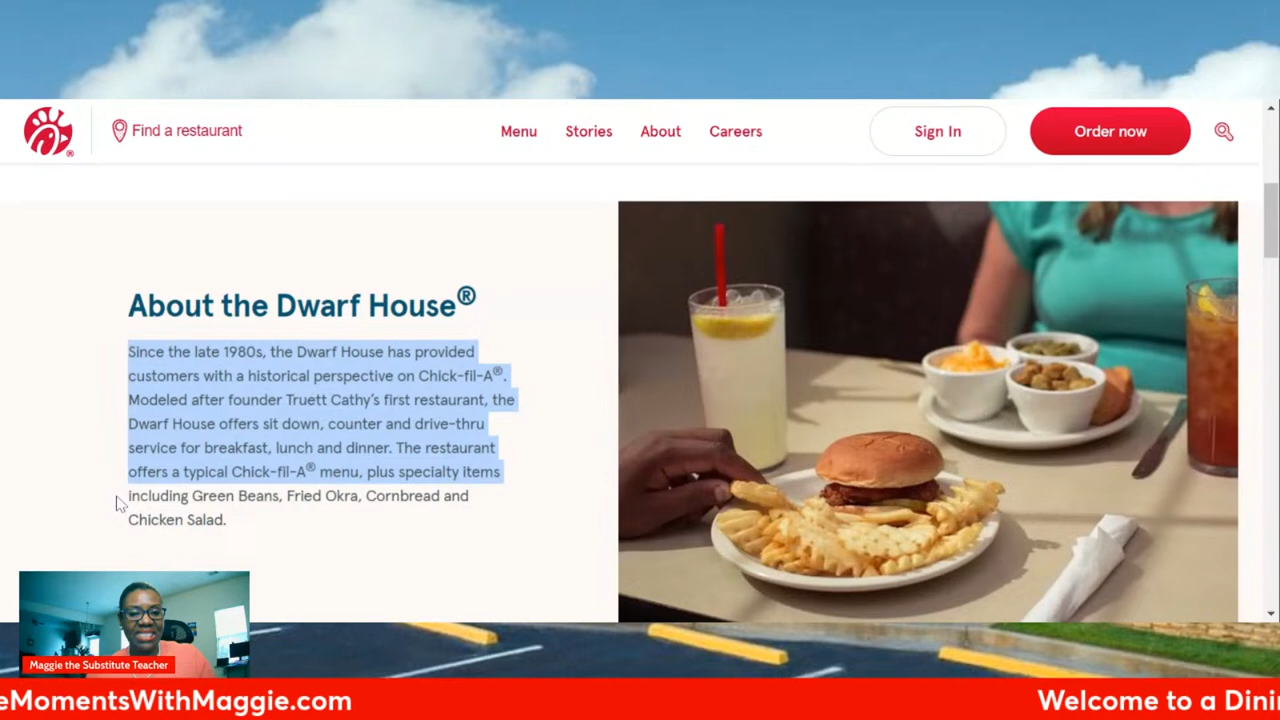 Find a restaurant
Menu
Stories
About
Careers
Sign In
Order now
About the Dwarf House®
Since the late 1980s, the Dwarf House has provided
customers with a historical perspective on Chick-fil-A®.
Modeled after founder Truett Cathy's first restaurant, the
Dwarf House offers sit down, counter and drive-thru
service for breakfast, lunch and dinner. The restaurant
offers a typical Chick-fil-A® menu, plus specialty items
including Green Beans, Fried Okra, Cornbread and
Chicken Salad.
Maggie the Substitute Teacher
eMomentsWithMaggie.com
Welcome to a Dini